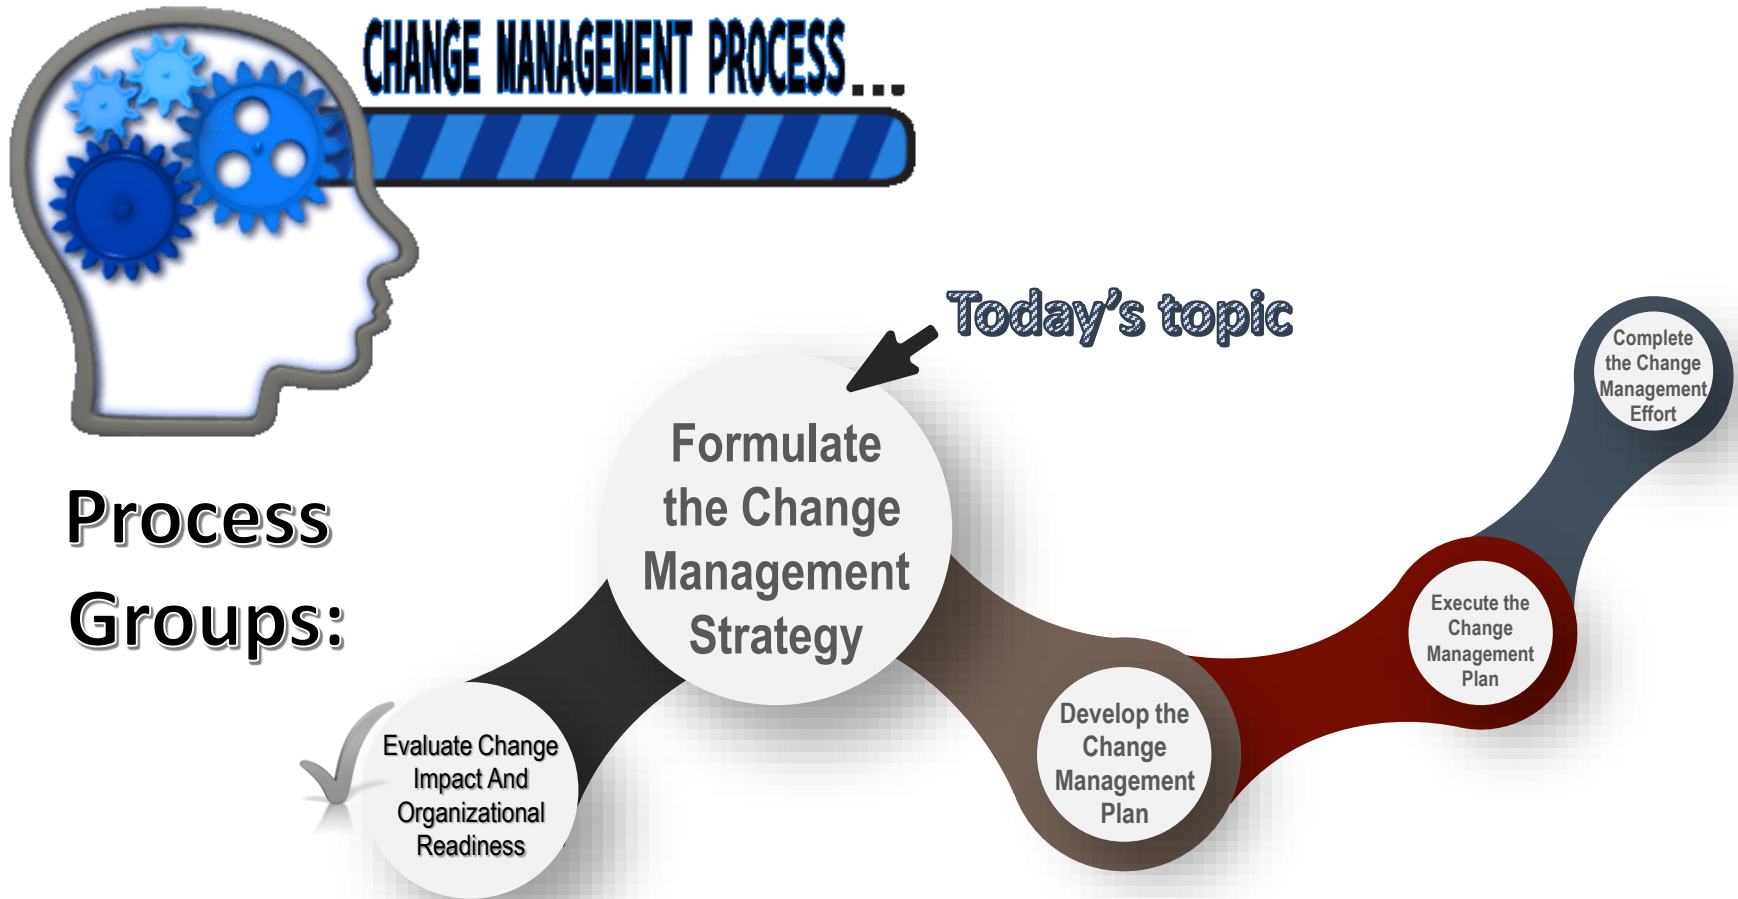 CHANGE MANAGEMENT PROCESS...
Today's topic
Process
Groups:
Evaluate Change
Impact And
Organizational
Readiness
Formulate
the Change
Management
Strategy
Develop the
Change
Management
Plan
Execute the
Change
Management
Plan
Complete
the Change
Management
Effort